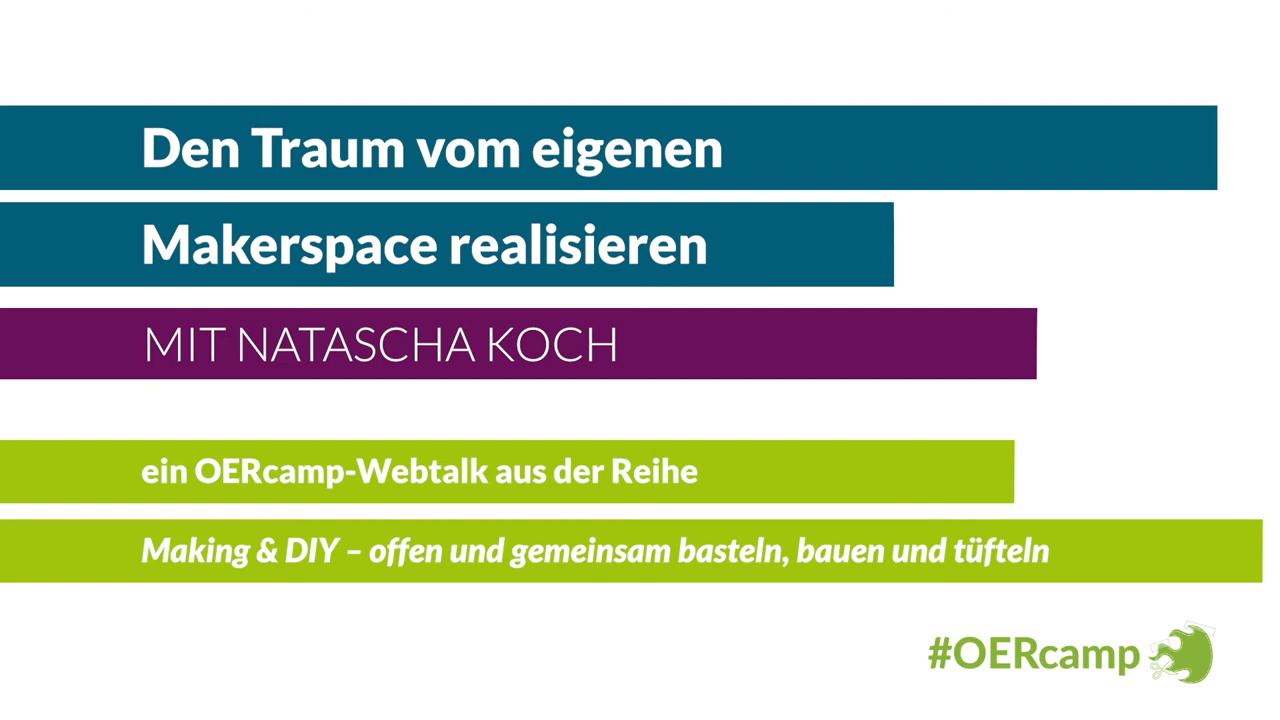 Den Traum vom eigenen
Makerspace realisieren
MIT NATASCHA KOCH
ein OERcamp-Webtalk aus der Reihe
Making & DIY – offen und gemeinsam basteln, bauen und tüfteln
#OERcamp